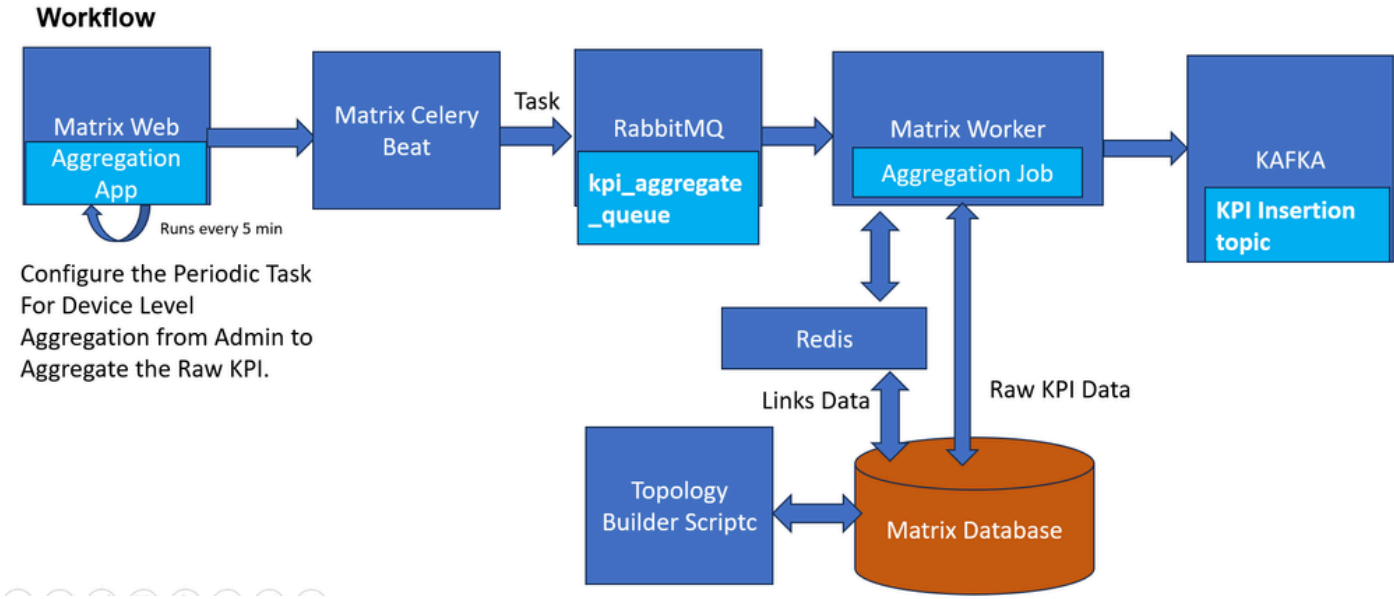 Workflow
Matrix Web
Aggregation
App
Runs every 5 min
Configure the Periodic Task
For Device Level
Aggregation from Admin to
Aggregate the Raw KPI.
Matrix Celery
Beat
Task
RabbitMQ
kpi_aggregate
_queue
Matrix Worker
Aggregation Job
KAFKA
KPI Insertion
topic
Redis
Links Data
Raw KPI Data
Topology
Builder Scriptc
Matrix Database